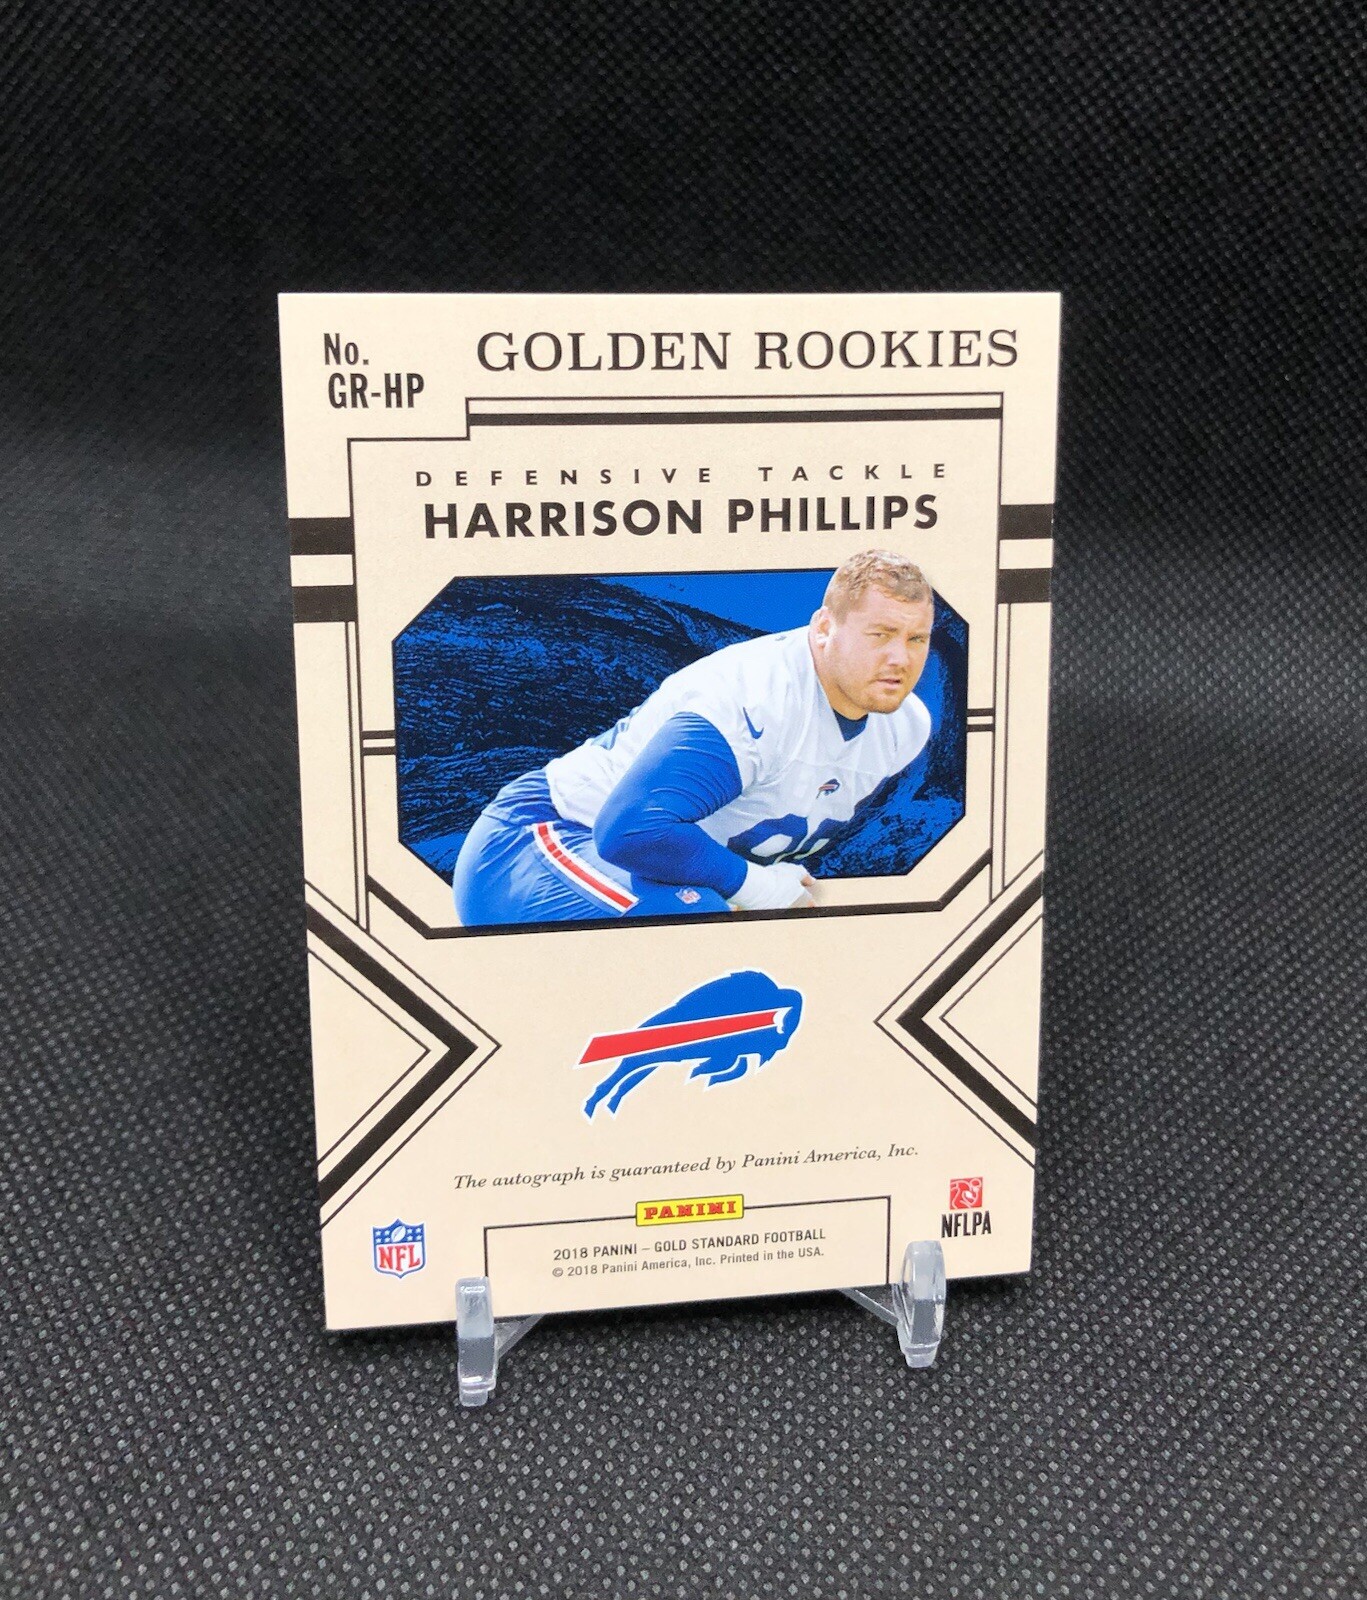 No.
GR-HP
GOLDEN ROOKIES
DEFENSIVE TACKLE
HARRISON PHILLIPS
The autograph is guaranteed by Panini America, Inc.
PANINI
NFL
NFLPA
2018 PANINI – GOLD STANDARD FOOTBALL
© 2018 Panini America, Inc. Printed in the USA.